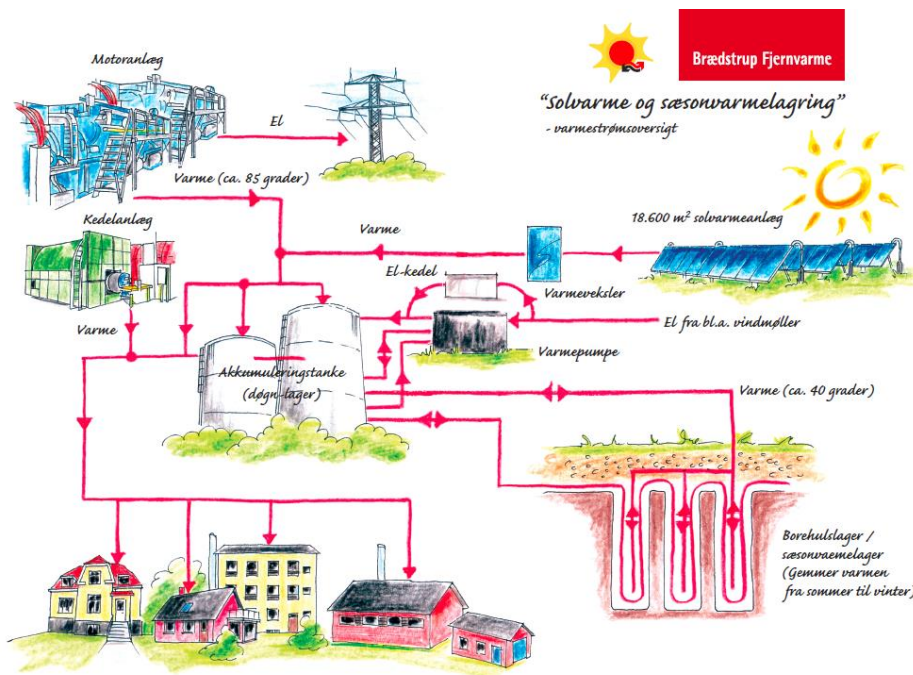 Motoranlæg
Brædstrup Fjernvarme
"Solvarme og sæsonvarmelagring"
- varmestrømsoversigt
El
Varme (ca. 85 grader)
Kedelanlæg
Varme
18.600 m² solvarmeanlæg
El-kedel
Varmeveksler
Varme
El fra bl.a. vindmøller
Varmepumpe
Akkumuleringstanke
(døgn-lager)
Varme (ca. 40 grader)
Borehulslager /
sæsonvaemelager
(Gemmer varmen
fra sommer til vinter)